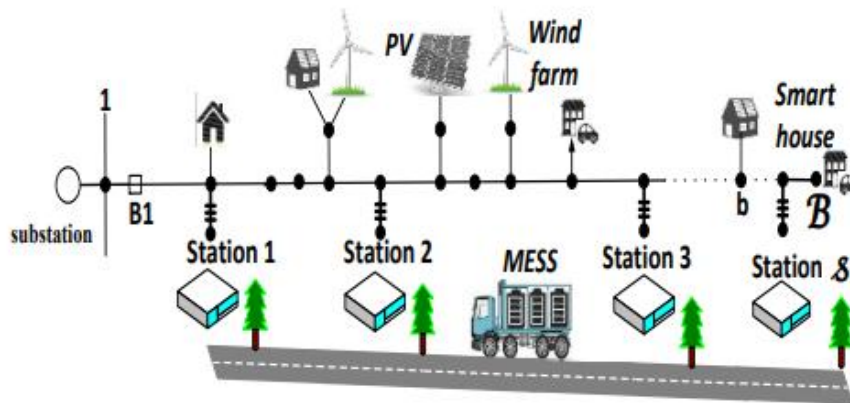 PV
Wind
farm
1
Smart
house
B1
b
ℬ
substation
Station 1
Station 2
MESS
Station 3
Station 𝒮